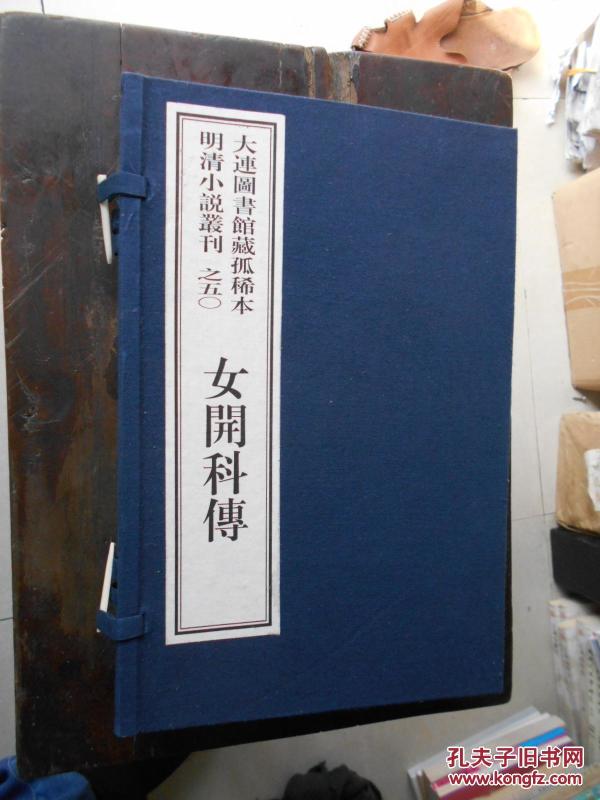 大連圖書館藏孤稀本
明清小説叢刊 之五〇
女開科傳
孔夫子旧书网
www.kongfz.com